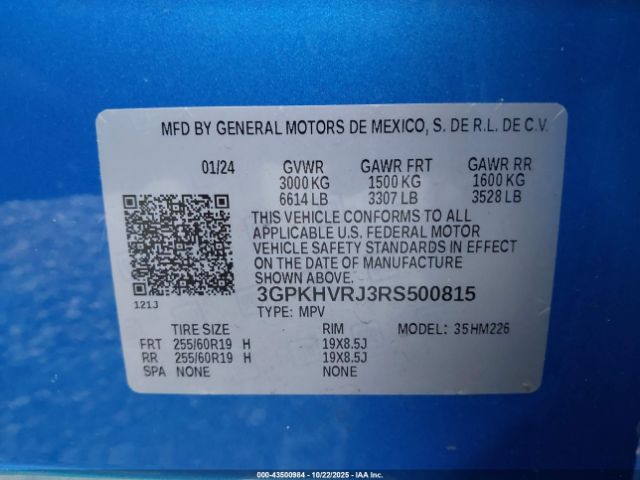 MFD BY GENERAL MOTORS DE MEXICO, S. DE R.L. DE C.V.
01/24 GVWR GAWR FRT GAWR RR
3000 KG 1500 KG 1600 KG
6614 LB 3307 LB 3528 LB
THIS VEHICLE CONFORMS TO ALL
APPLICABLE U.S. FEDERAL MOTOR
VEHICLE SAFETY STANDARDS IN EFFECT
ON THE DATE OF MANUFACTURE
SHOWN ABOVE.
121J
3GPKHVRJ3RS500815
TYPE: MPV
TIRE SIZE RIM MODEL: 35HM226
FRT 255/60R19 H 19X8.5J
RR 255/60R19 H 19X8.5J
SPA NONE NONE
000-43500984 - 10/22/2025 - IAA Inc.